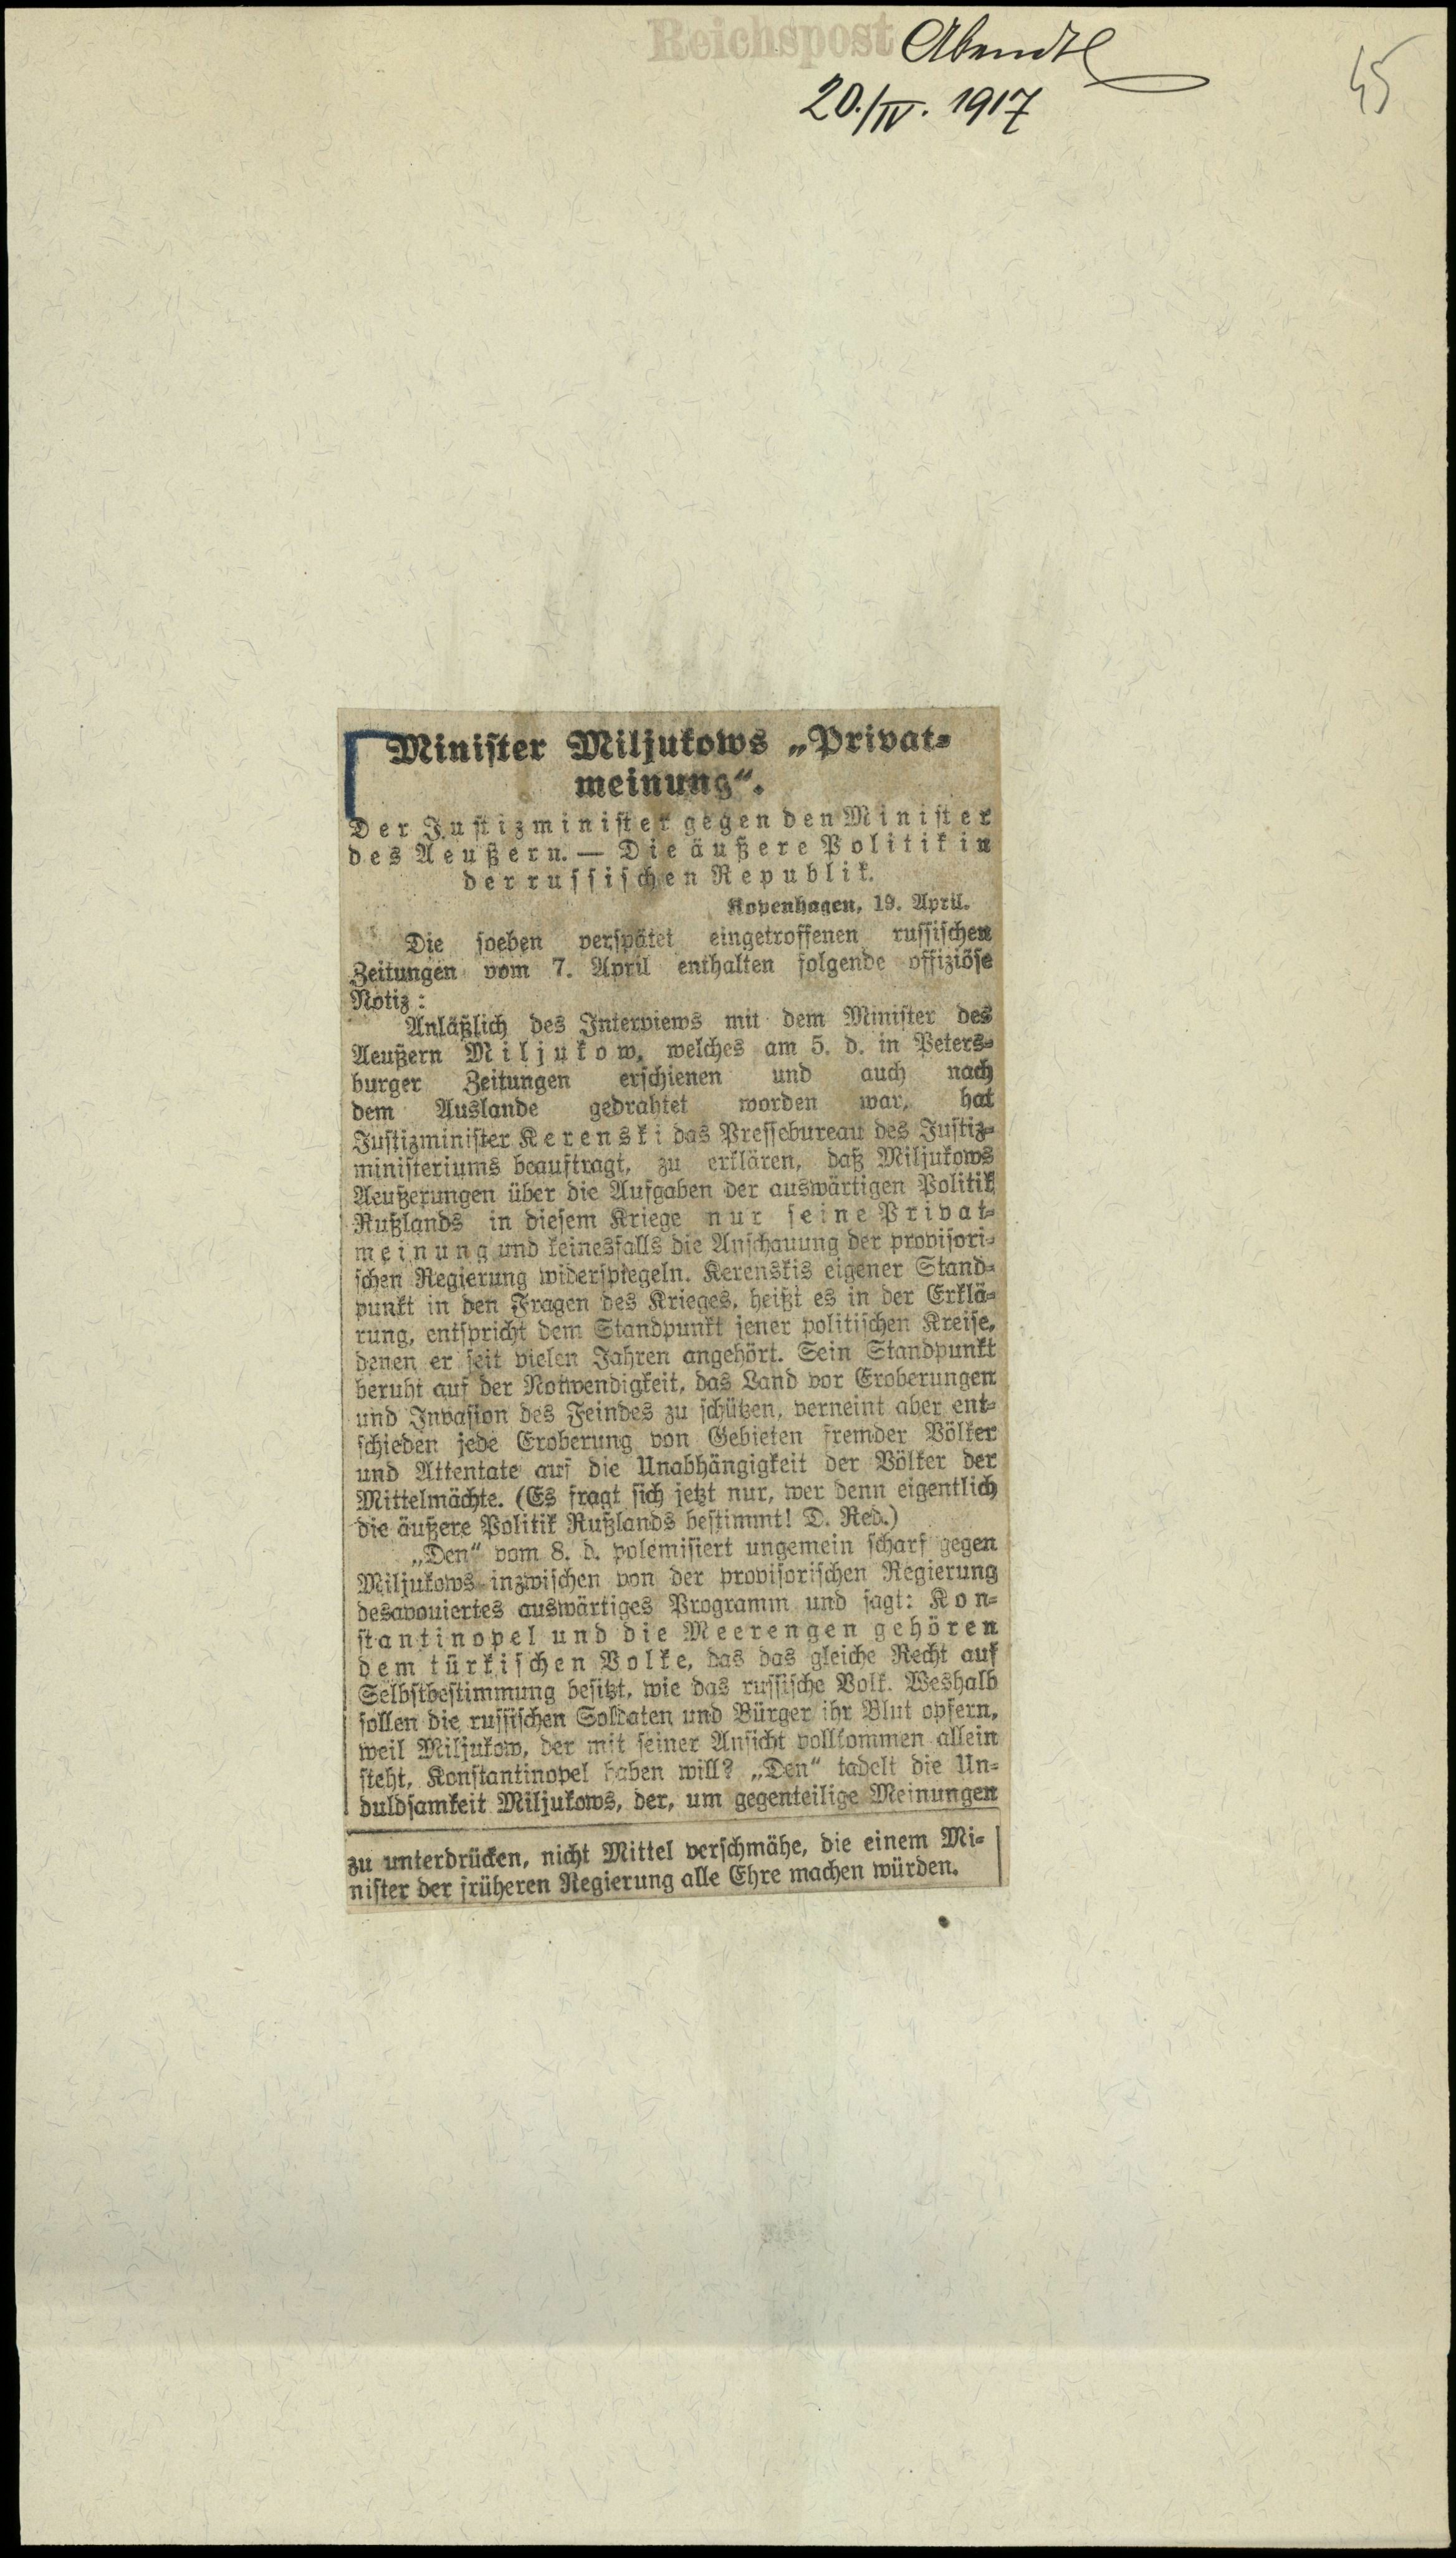 Reichspost Abendbl
20./IV. 1917
45
Minister Miljukows „Privat-
meinung“.
Der Justizminister gegen den Minister
des Aeußern. — Die äußere Politik in
der russischen Republik.
Kopenhagen, 19. April.
Die soeben verspätet eingetroffenen russischen
Zeitungen vom 7. April enthalten folgende offiziöse
Notiz:
Anläßlich des Interviews mit dem Minister des
Aeußern Miljukow, welches am 5. d. in Peters-
burger Zeitungen erschienen und auch nach
dem Auslande gedrahtet worden war, hat
Justizminister Kerenski das Pressebureau des Justiz-
ministeriums beauftragt, zu erklären, daß Miljukows
Aeußerungen über die Aufgaben der auswärtigen Politik
Rußlands in diesem Kriege nur seine Privat-
meinung und keinesfalls die Anschauung der provisori-
schen Regierung widerspiegeln. Kerenskis eigener Stand-
punkt in den Fragen des Krieges, heißt es in der Erklä-
rung, entspricht dem Standpunkt jener politischen Kreise,
denen er seit vielen Jahren angehört. Sein Standpunkt
beruht auf der Notwendigkeit, das Land vor Eroberungen
und Invasion des Feindes zu schützen, verneint aber ent-
schieden jede Eroberung von Gebieten fremder Völker
und Attentate auf die Unabhängigkeit der Völker der
Mittelmächte. (Es fragt sich jetzt nur, wer denn eigentlich
die äußere Politik Rußlands bestimmt! D. Red.)
„Den“ vom 8. d. polemisiert ungemein scharf gegen
Miljukows inzwischen von der provisorischen Regierung
desavouiertes auswärtiges Programm und sagt: Kon-
stantinopel und die Meerengen gehören
dem türkischen Volke, das das gleiche Recht auf
Selbstbestimmung besitzt, wie das russische Volk. Weshalb
sollen die russischen Soldaten und Bürger ihr Blut opfern,
weil Miljukow, der mit seiner Ansicht vollkommen allein
steht, Konstantinopel haben will? „Den“ tadelt die Un-
duldsamkeit Miljukows, der, um gegenteilige Meinungen
zu unterdrücken, nicht Mittel verschmähe, die einem Mi-
nister der früheren Regierung alle Ehre machen würden.